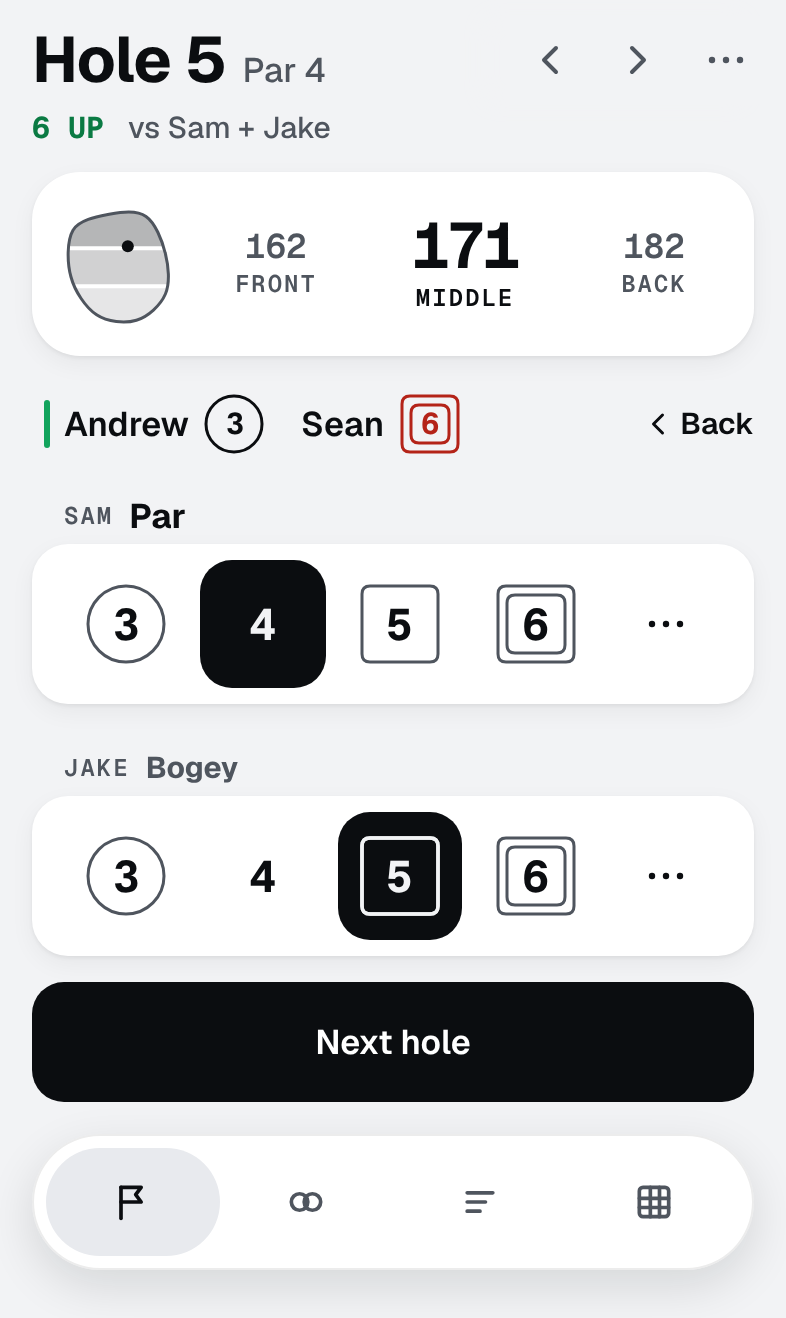 Hole 5 Par 4
6 UP vs Sam + Jake
162 171 182
FRONT MIDDLE BACK
Andrew 3 Sean 6 Back
SAM Par
3 4 5 6
JAKE Bogey
3 4 5 6
Next hole